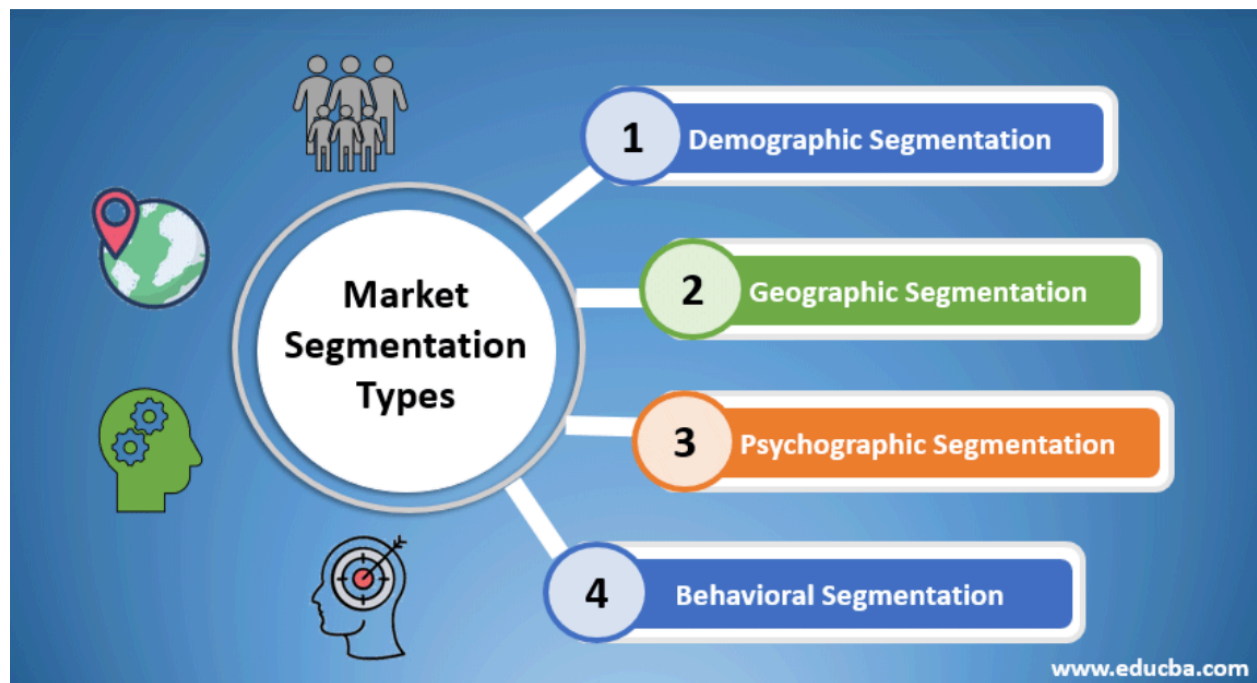 Market
Segmentation
Types
1
Demographic Segmentation
2
Geographic Segmentation
3
Psychographic Segmentation
4
Behavioral Segmentation
www.educba.com